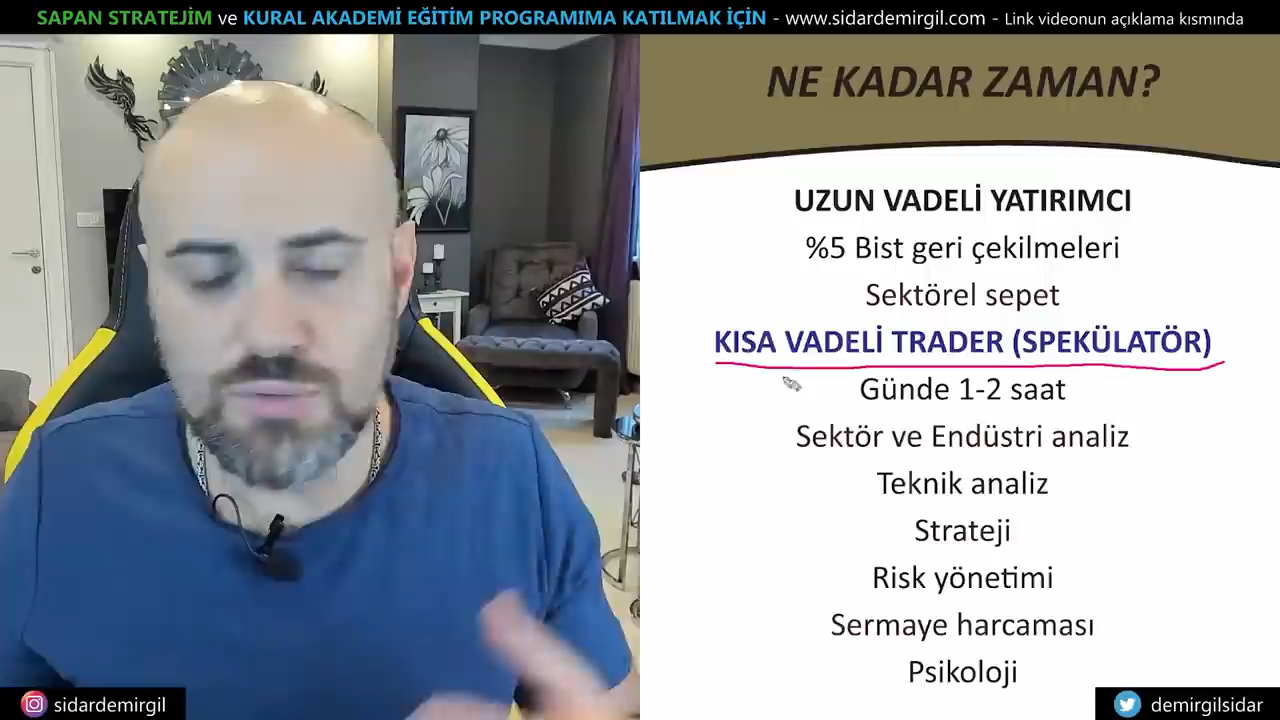 SAPAN STRATEJİM ve KURAL AKADEMİ EĞİTİM PROGRAMIMA KATILMAK İÇİN - www.sidardemirgil.com - Link videonun açıklama kısmında
NE KADAR ZAMAN?
UZUN VADELİ YATIRIMCI
%5 Bist geri çekilmeleri
Sektörel sepet
KISA VADELİ TRADER (SPEKÜLATÖR)
Günde 1-2 saat
Sektör ve Endüstri analiz
Teknik analiz
Strateji
Risk yönetimi
Sermaye harcaması
Psikoloji
sidardemirgil
demirgilsidar